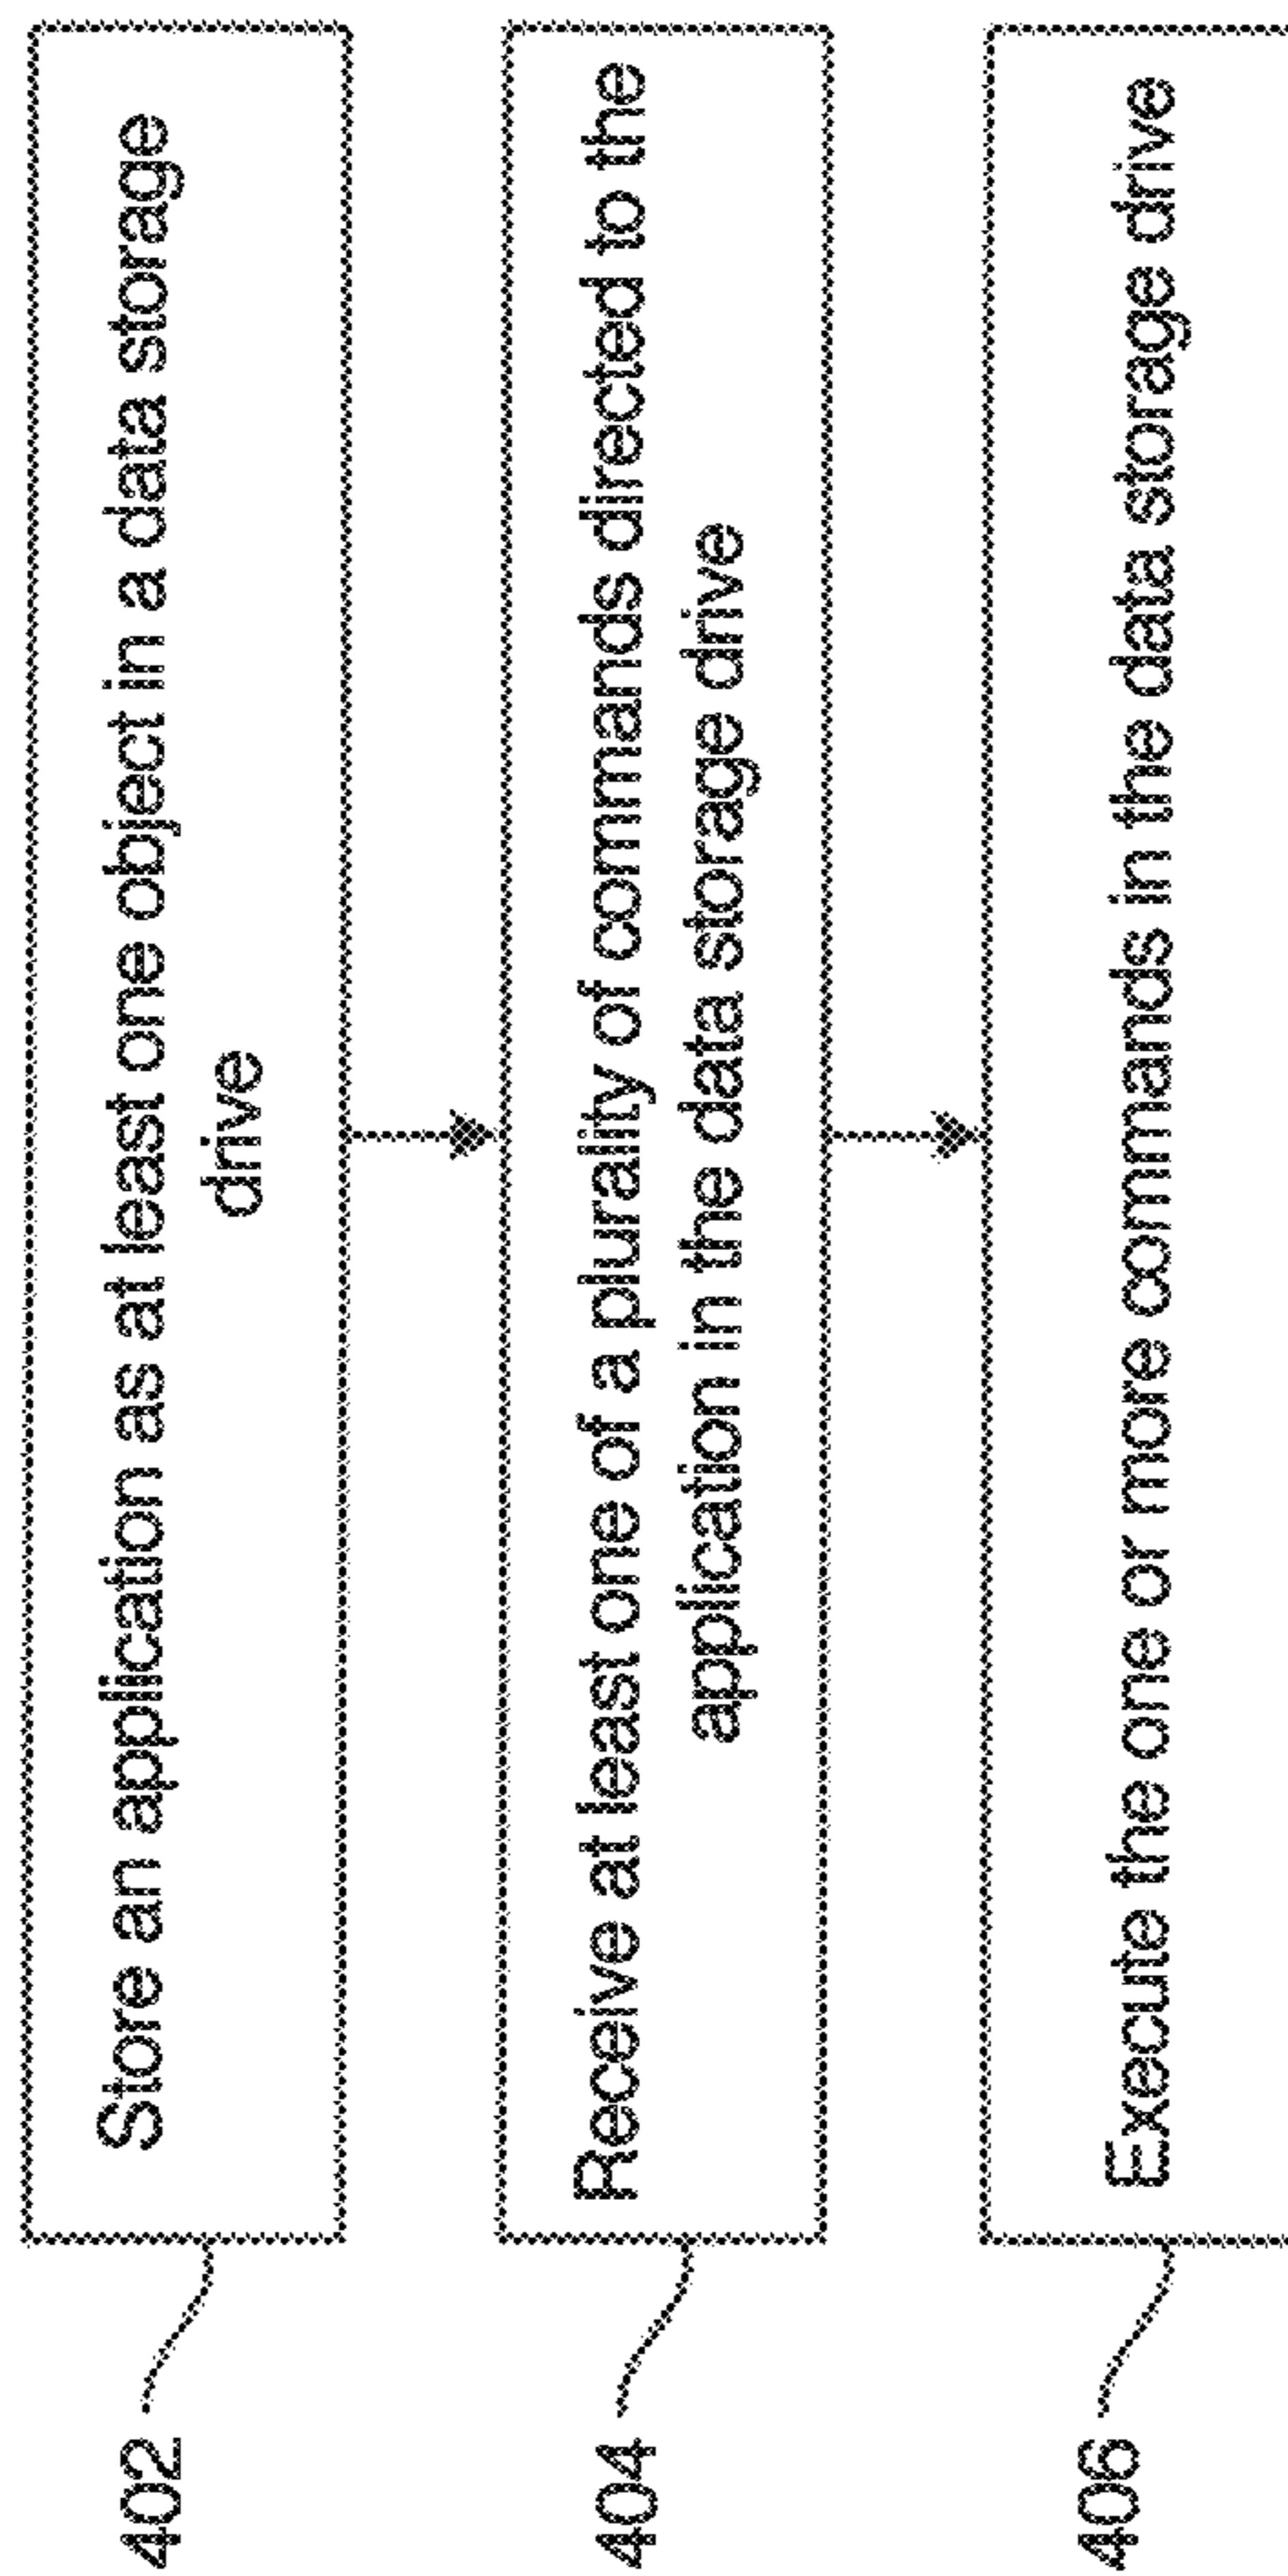 402
Store an application as at least one object in a data storage
drive
404
Receive at least one of a plurality of commands directed to the
application in the data storage drive
406
Execute the one or more commands in the data storage drive